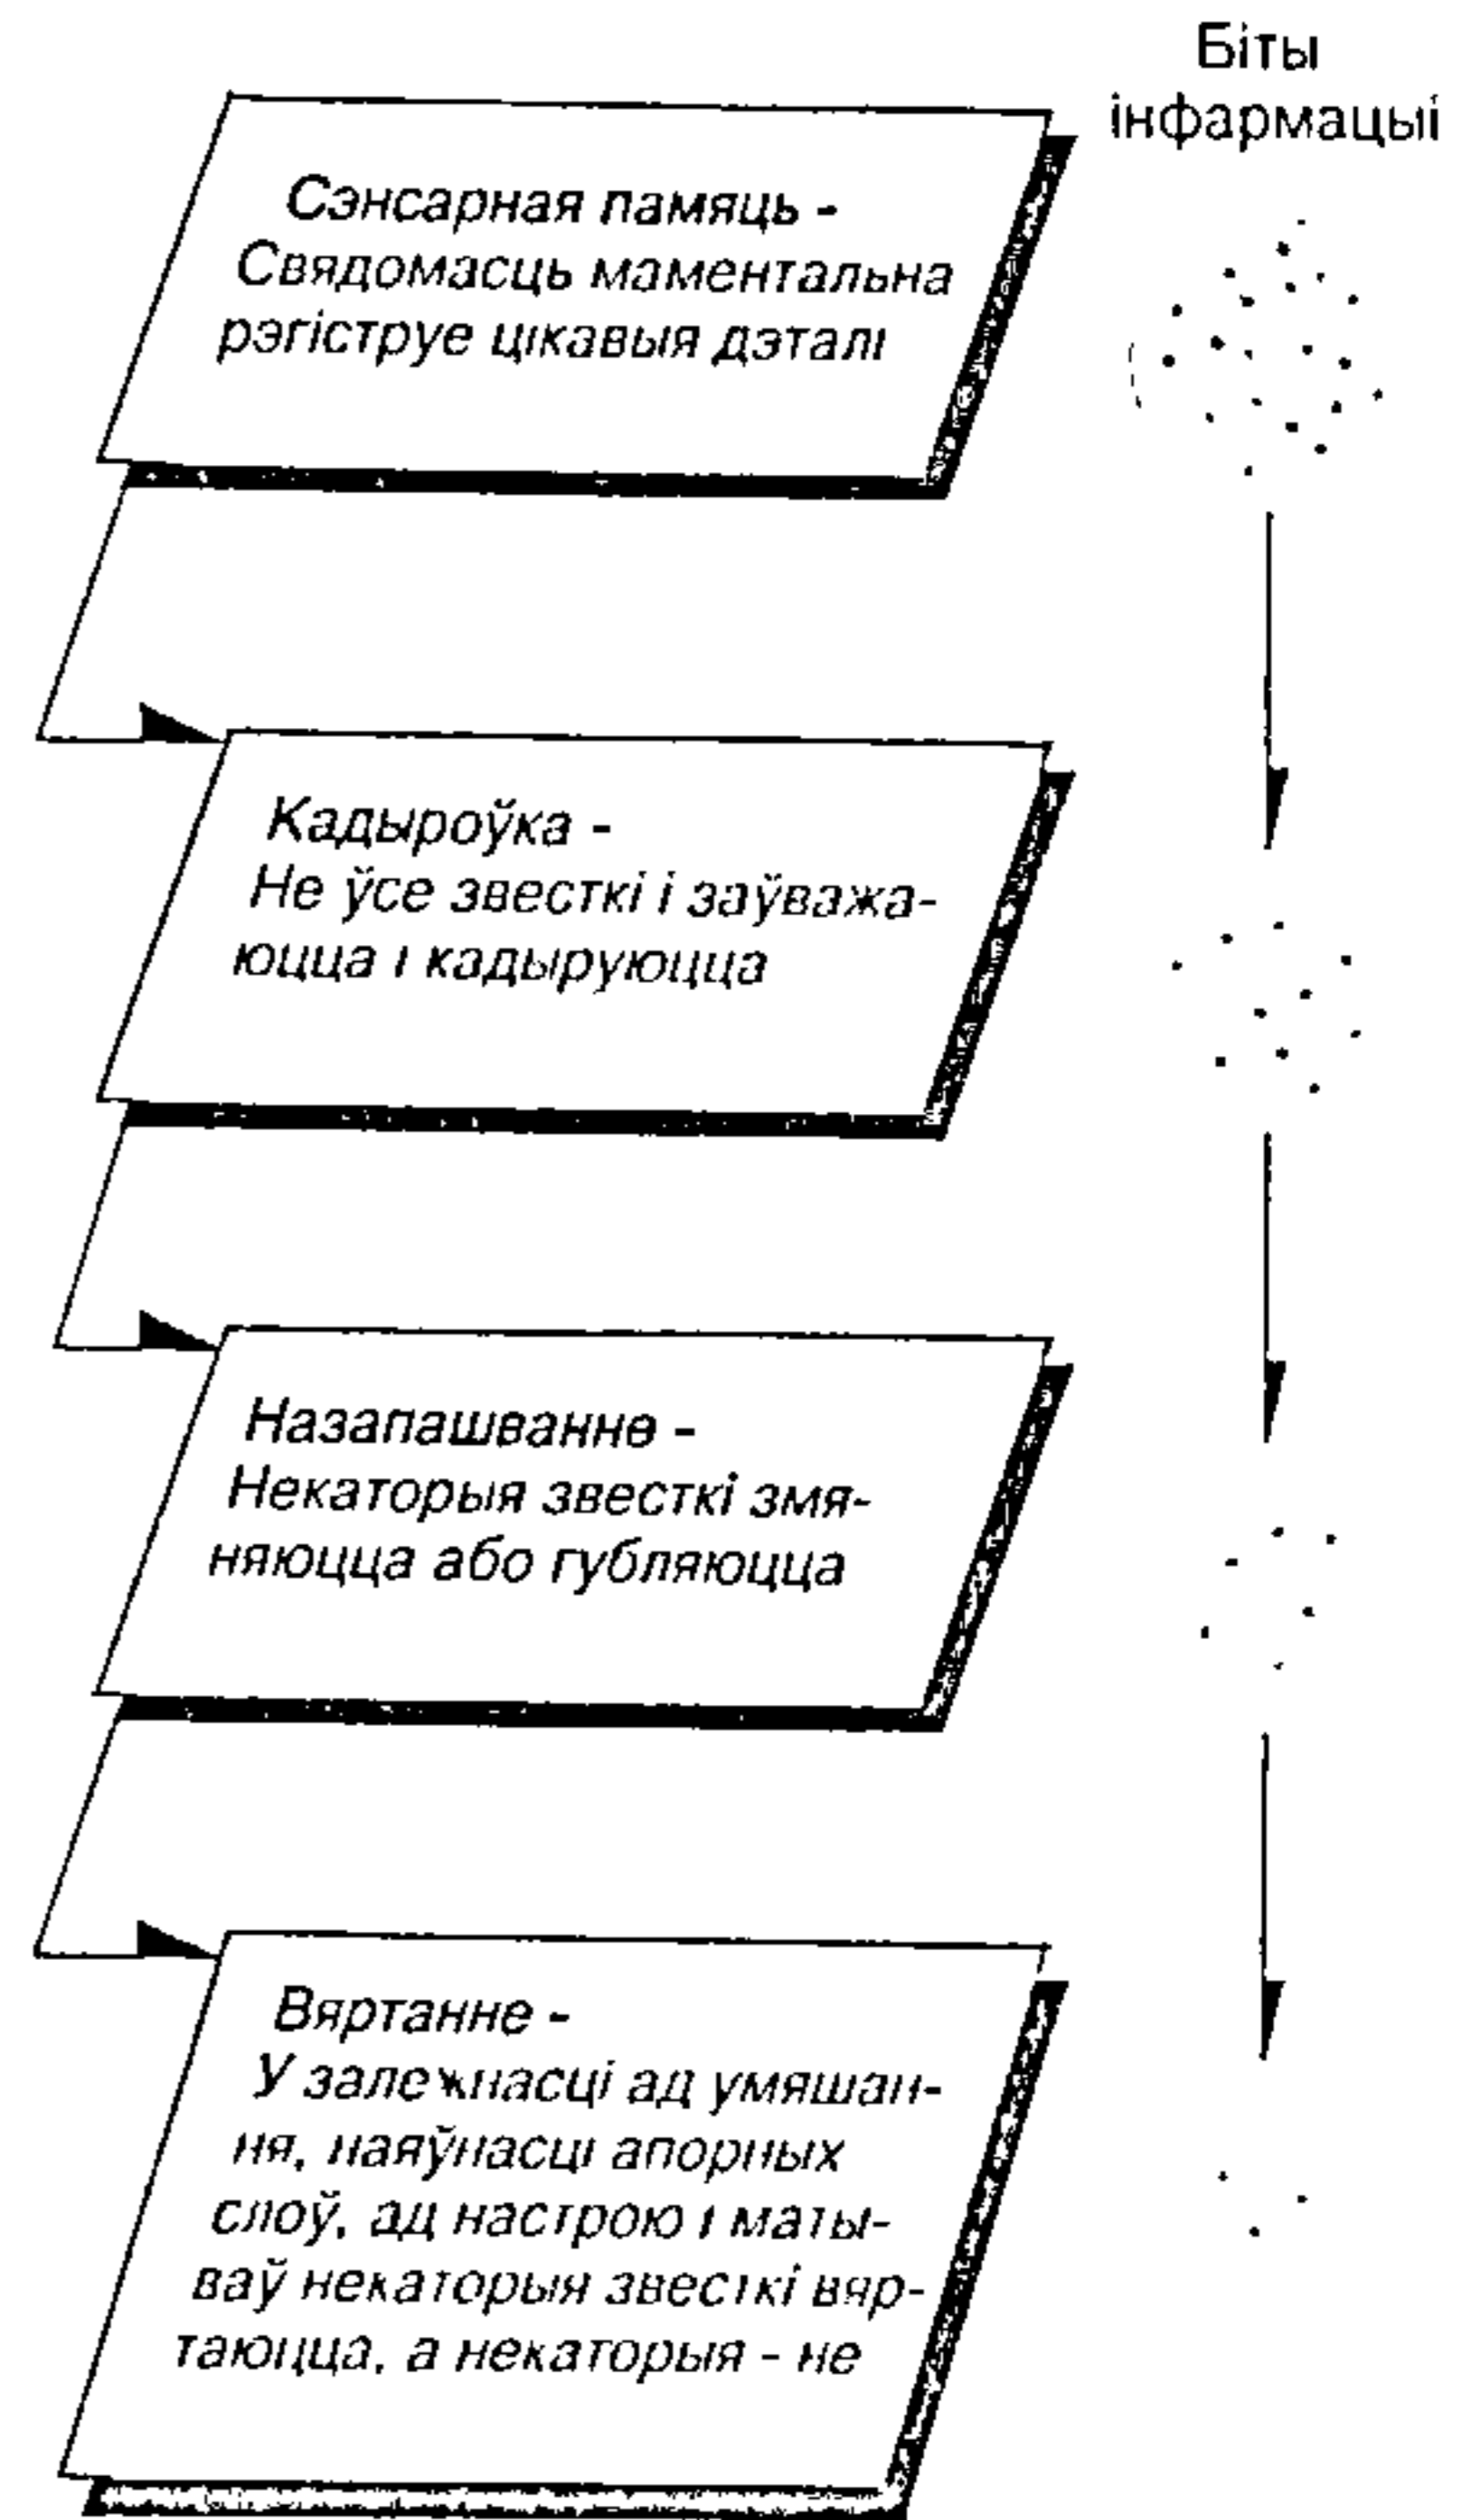 Біты
інфармацыі
Сэнсарная памяць -
Свядомасць маментальна
рэгіструе цікавыя дэталі
Кадыроўка -
Не ўсе звесткі і заўважа-
юцца і кадыруюцца
Назапашванне -
Некаторыя звесткі змя-
няюцца або губляюцца
Вяртанне -
У залежнасці ад умяшан-
ня, наяўнасці апорных
слоў, ад настрою і маты-
ваў некаторыя звесткі вяр-
таюцца, а некаторыя - не